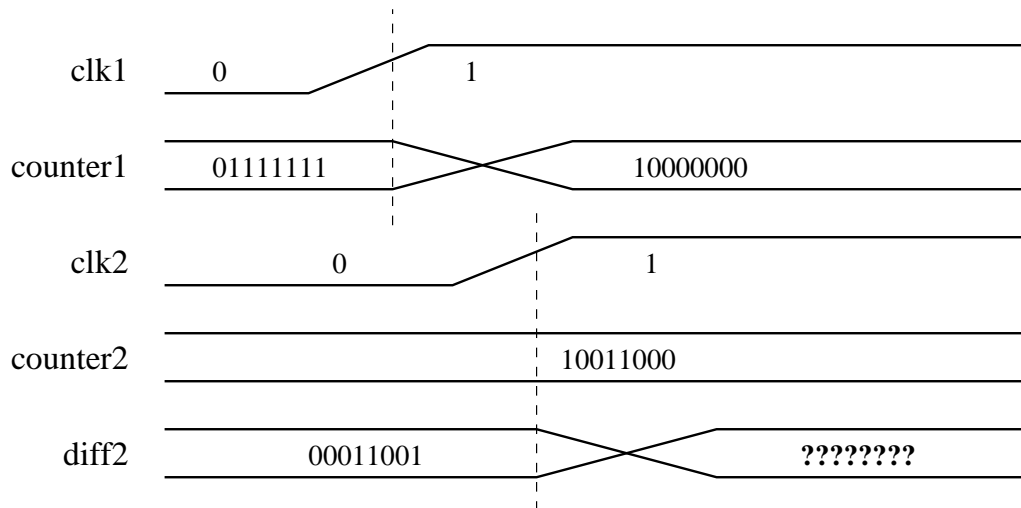 clk1 0 1
counter1 01111111 10000000
clk2 0 1
counter2 10011000
diff2 00011001 ????????